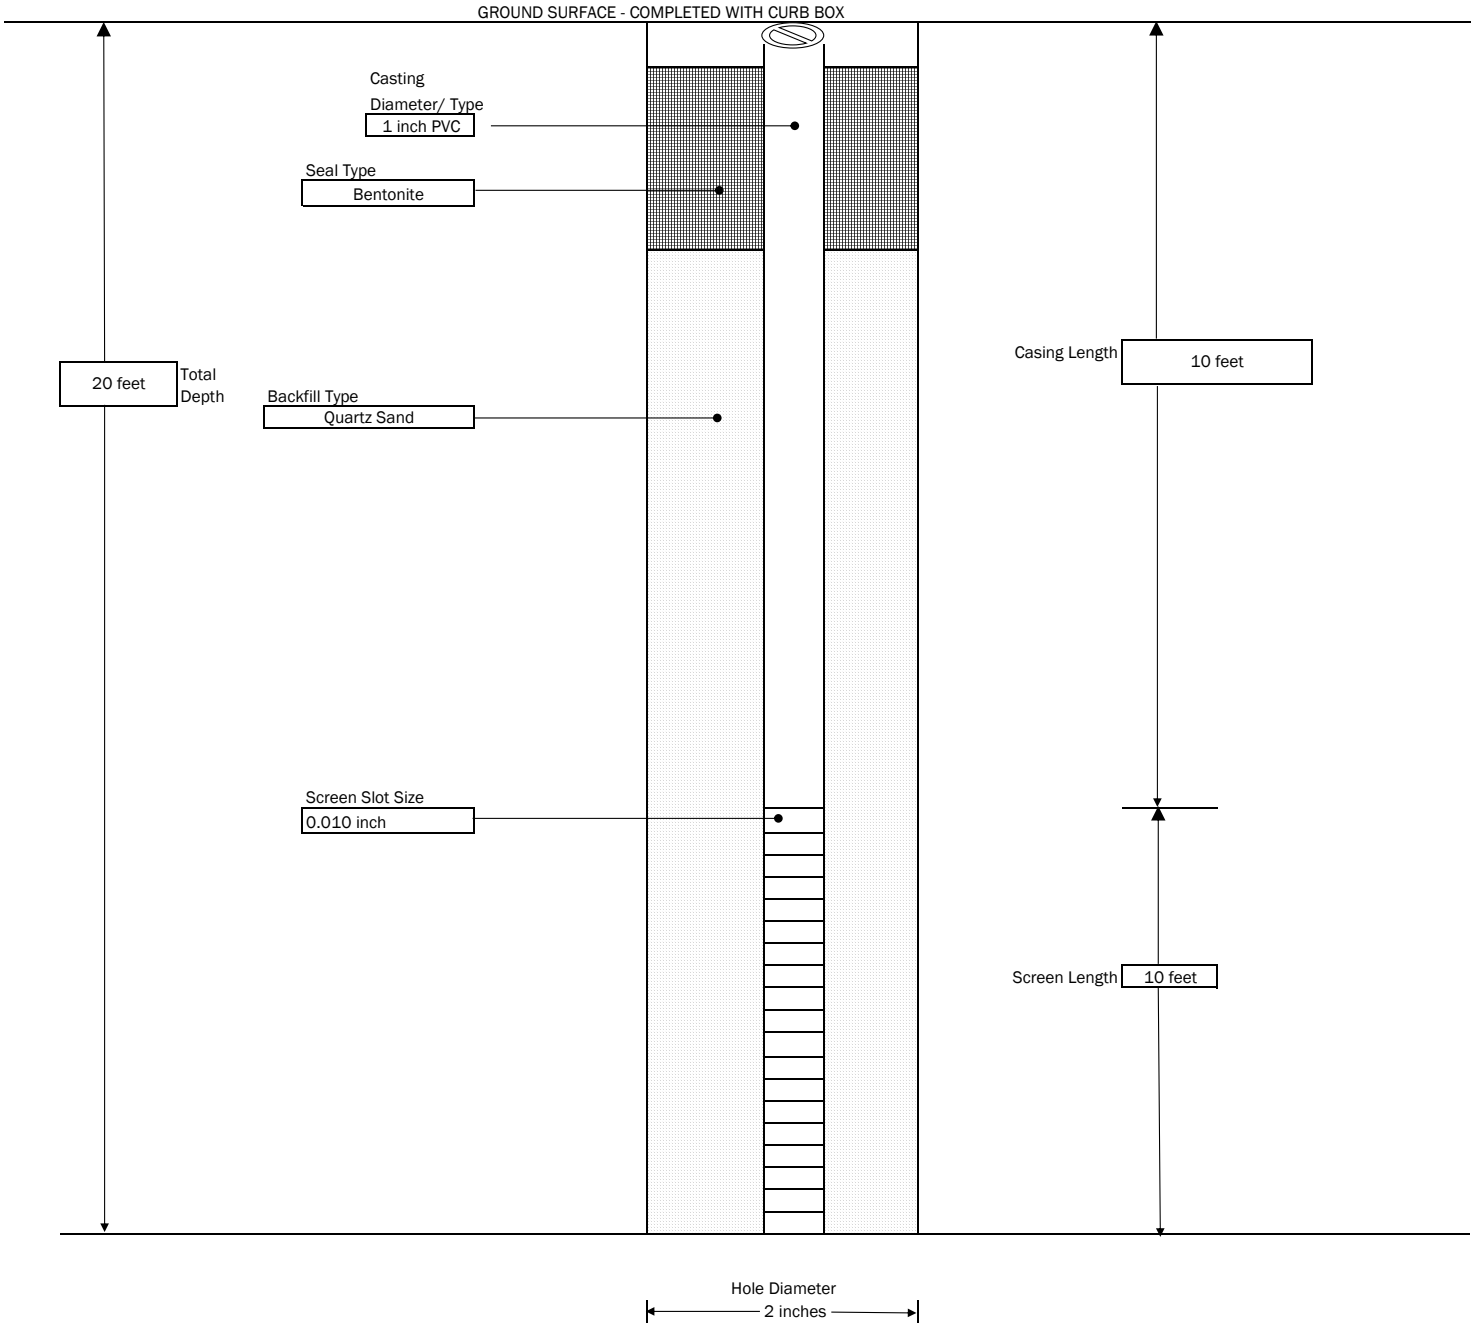 GROUND SURFACE - COMPLETED WITH CURB BOX
Casting
Diameter/ Type
1 inch PVC
Seal Type
Bentonite
Casing Length
10 feet
20 feet
Total
Depth
Backfill Type
Quartz Sand
Screen Slot Size
0.010 inch
Screen Length
10 feet
Hole Diameter
2 inches